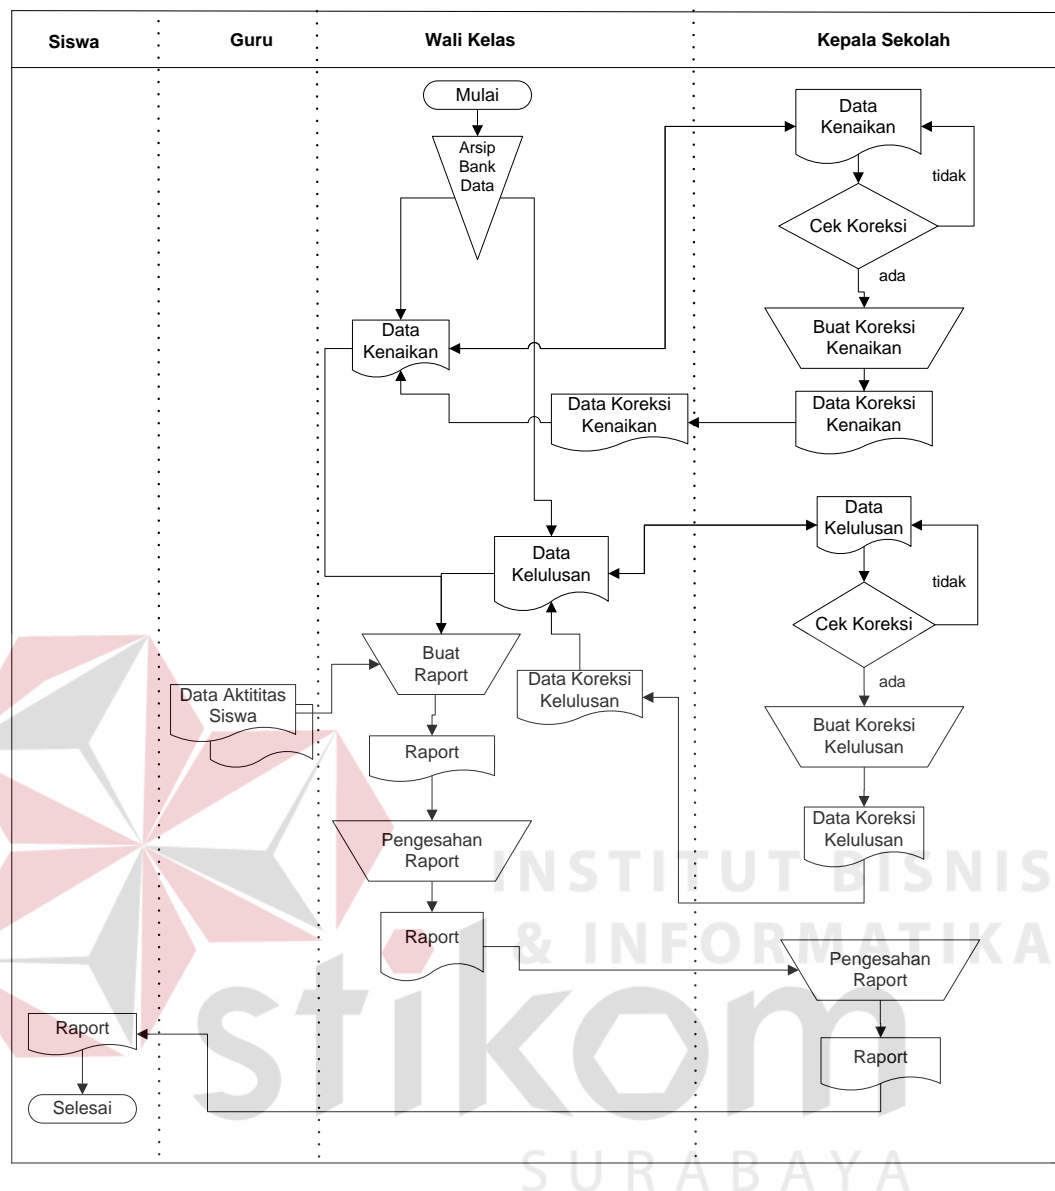 Siswa
Guru
Wali Kelas
Kepala Sekolah
Mulai
Arsip
Bank
Data
Data
Kenaikan
tidak
Cek Koreksi
ada
Buat Koreksi
Kenaikan
Data
Kenaikan
Data Koreksi
Kenaikan
Data Koreksi
Kenaikan
Data
Kelulusan
tidak
Data
Kelulusan
Cek Koreksi
ada
Buat
Raport
Data Koreksi
Kelulusan
Data Aktititas
Siswa
Buat Koreksi
Kelulusan
Raport
Data Koreksi
Kelulusan
Pengesahan
Raport
Raport
Pengesahan
Raport
Raport
Raport
Selesai
INSTITUT BISNIS
& INFORMATIKA
stikom
SURABAYA